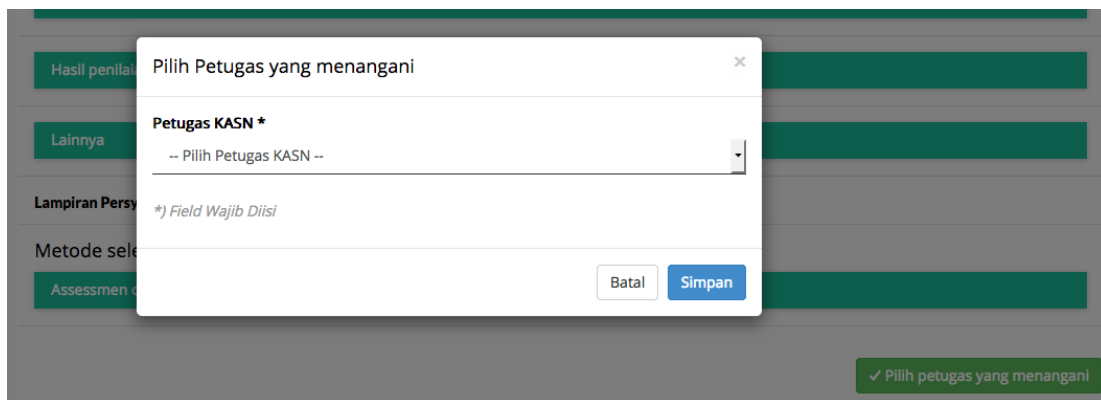 Pilih Petugas yang menangani
×
Hasil penilai
Petugas KASN *
Lainnya
-- Pilih Petugas KASN --
Lampiran Persy
*) Field Wajib Diisi
Metode sele
Batal
Simpan
Assessmen
✓ Pilih petugas yang menangani